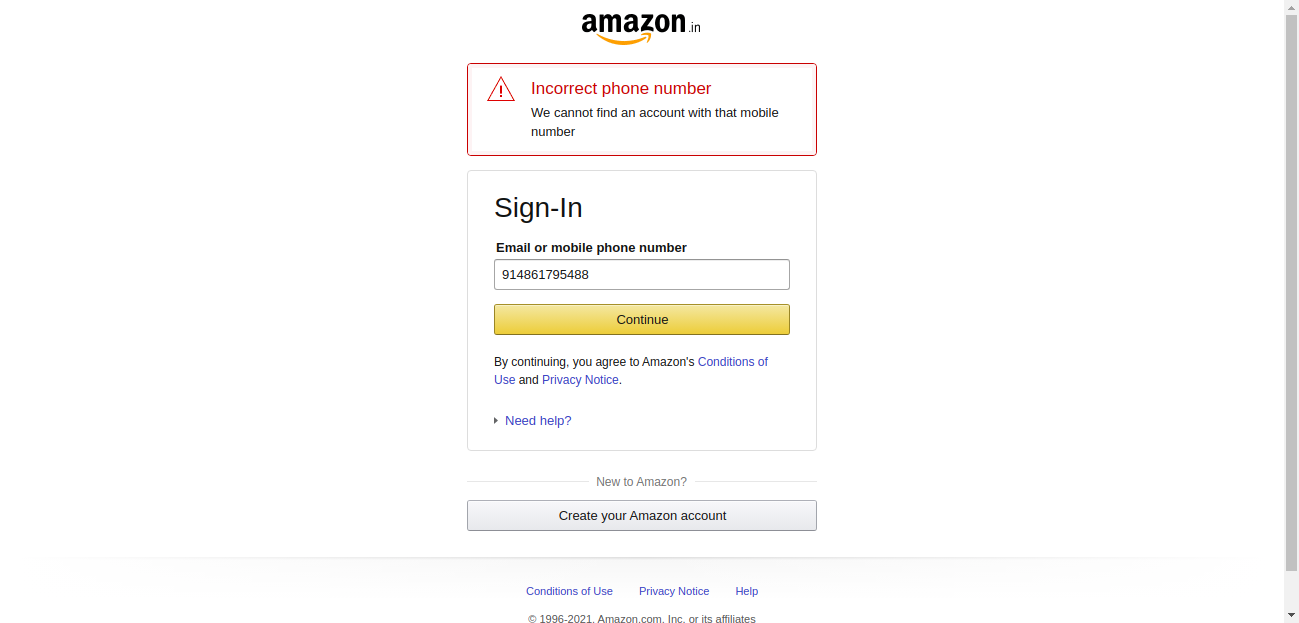 amazon.in
Incorrect phone number
We cannot find an account with that mobile
number
Sign-In
Email or mobile phone number
914861795488
Continue
By continuing, you agree to Amazon's Conditions of
Use and Privacy Notice.
Need help?
New to Amazon?
Create your Amazon account
Conditions of Use Privacy Notice Help
© 1996-2021, Amazon.com, Inc. or its affiliates